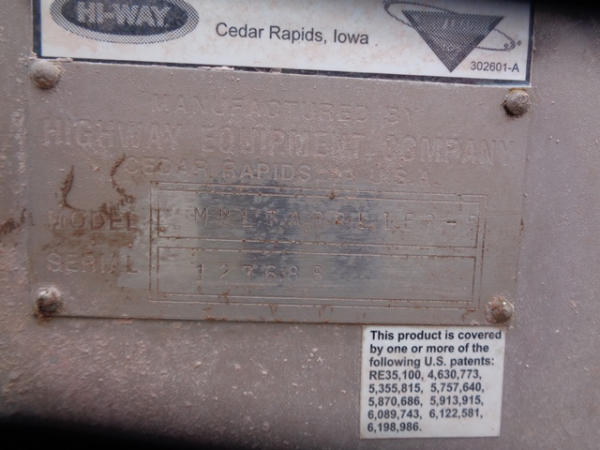 HI-WAY
Cedar Rapids, Iowa
302601-A
MANUFACTURED BY
HIGHWAY EQUIPMENT COMPANY
CEDAR RAPIDS U.S.A.
MODEL
SERIAL 127688
This product is covered
by one or more of the
following U.S. patents:
RE35,100, 4,630,773,
5,355,815, 5,757,640,
5,870,686, 5,913,915,
6,089,743, 6,122,581,
6,198,986.